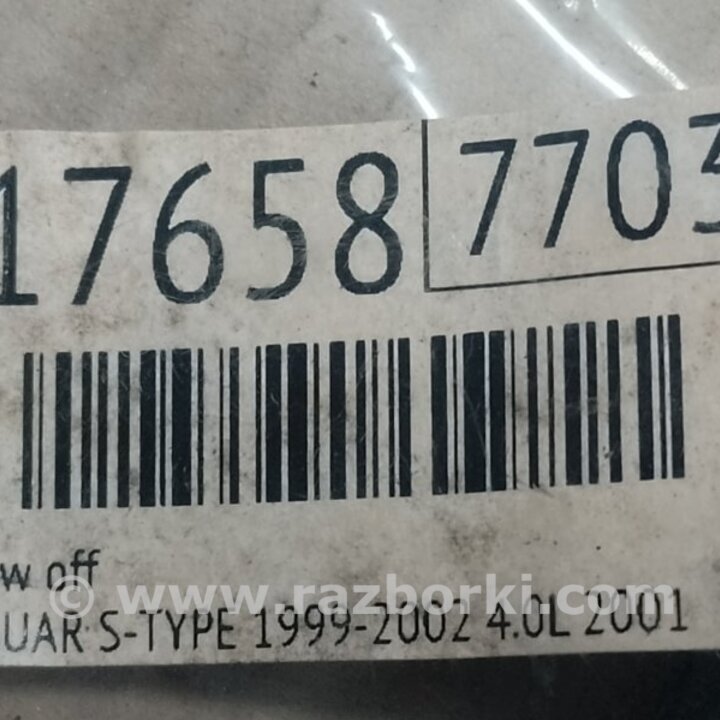 17658 7703
w off
© www.razborki.com
UAR S-TYPE 1999-2002 4.0L 2001